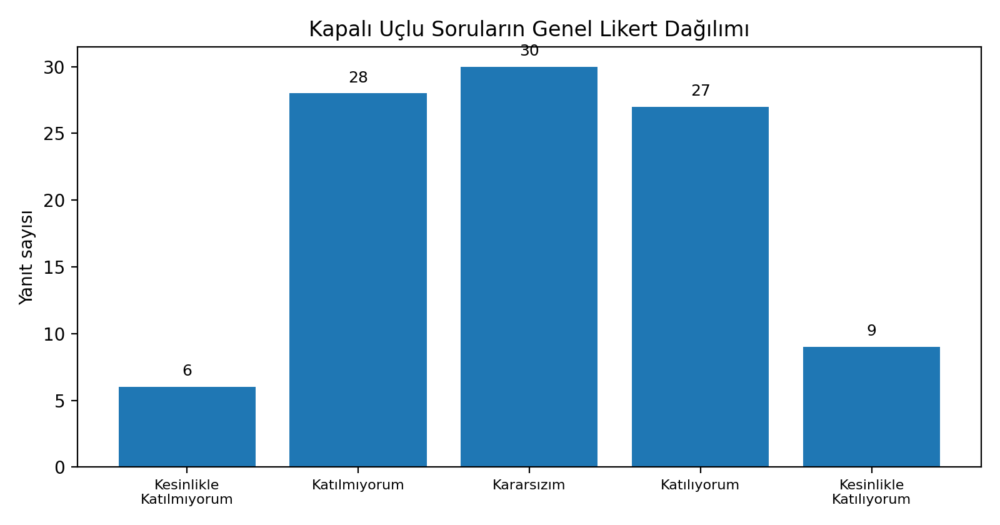 Kapalı Uçlu Soruların Genel Likert Dağılımı
Yanıt sayısı
30
25
20
15
10
5
0
6
28
30
27
9
Kesinlikle
Katılmıyorum
Katılmıyorum
Kararsızım
Katılıyorum
Kesinlikle
Katılıyorum